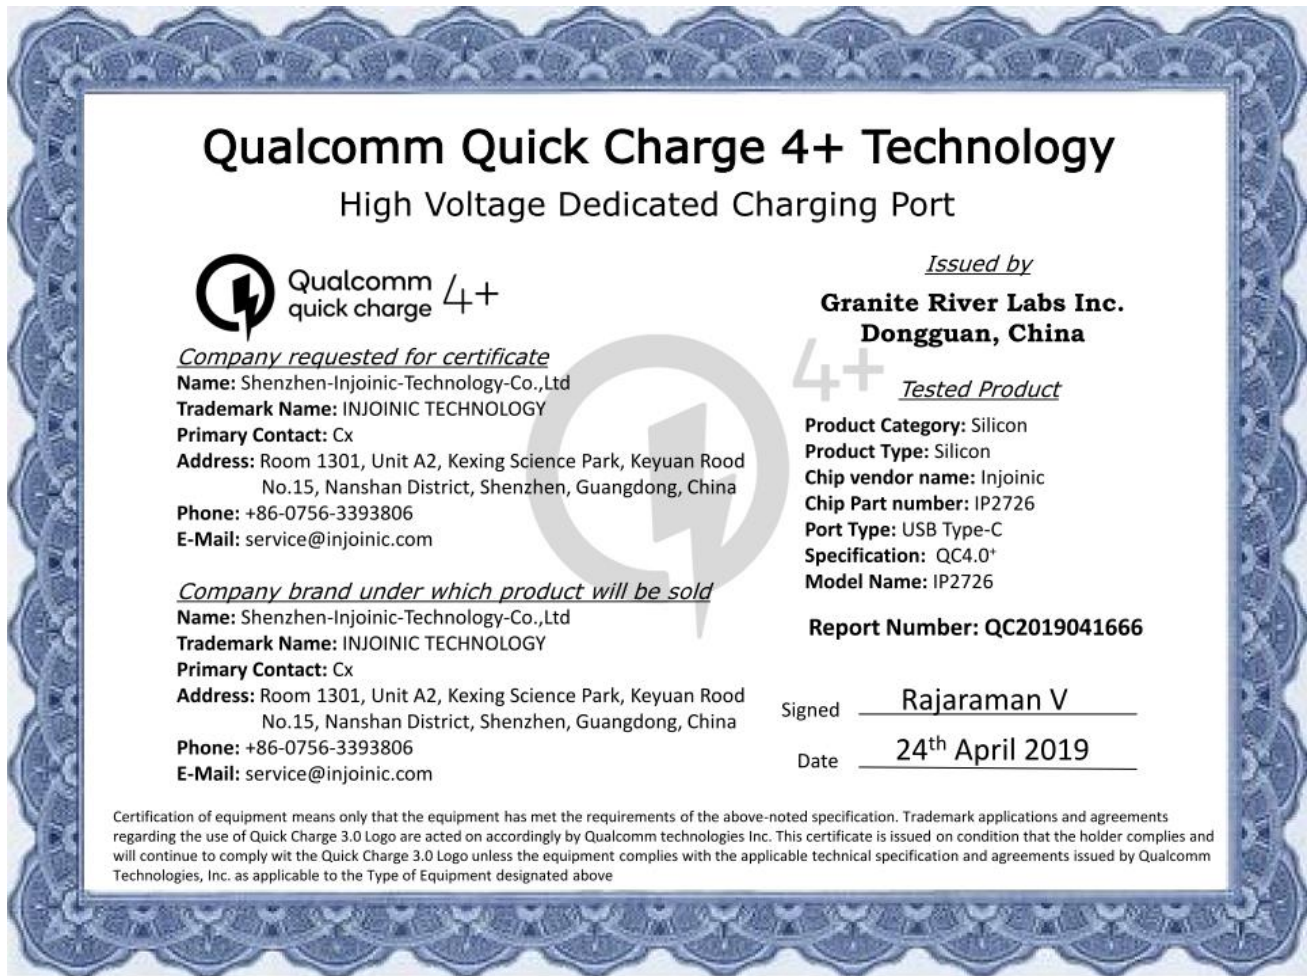 Qualcomm Quick Charge 4+ Technology
High Voltage Dedicated Charging Port
Qualcomm
quick charge 4+
Company requested for certificate
Name: Shenzhen-Injoinic-Technology-Co.,Ltd
Trademark Name: INJOINIC TECHNOLOGY
Primary Contact: Cx
Address: Room 1301, Unit A2, Kexing Science Park, Keyuan Rood
No.15, Nanshan District, Shenzhen, Guangdong, China
Phone: +86-0756-3393806
E-Mail: service@injoinic.com
Company brand under which product will be sold
Name: Shenzhen-Injoinic-Technology-Co.,Ltd
Trademark Name: INJOINIC TECHNOLOGY
Primary Contact: Cx
Address: Room 1301, Unit A2, Kexing Science Park, Keyuan Rood
No.15, Nanshan District, Shenzhen, Guangdong, China
Phone: +86-0756-3393806
E-Mail: service@injoinic.com
Issued by
Granite River Labs Inc.
Dongguan, China
4+
Tested Product
Product Category: Silicon
Product Type: Silicon
Chip vendor name: Injoinic
Chip Part number: IP2726
Port Type: USB Type-C
Specification: QC4.0⁺
Model Name: IP2726
Report Number: QC2019041666
Signed Rajaraman V
Date 24th April 2019
Certification of equipment means only that the equipment has met the requirements of the above-noted specification. Trademark applications and agreements
regarding the use of Quick Charge 3.0 Logo are acted on accordingly by Qualcomm technologies Inc. This certificate is issued on condition that the holder complies and
will continue to comply wit the Quick Charge 3.0 Logo unless the equipment complies with the applicable technical specification and agreements issued by Qualcomm
Technologies, Inc. as applicable to the Type of Equipment designated above